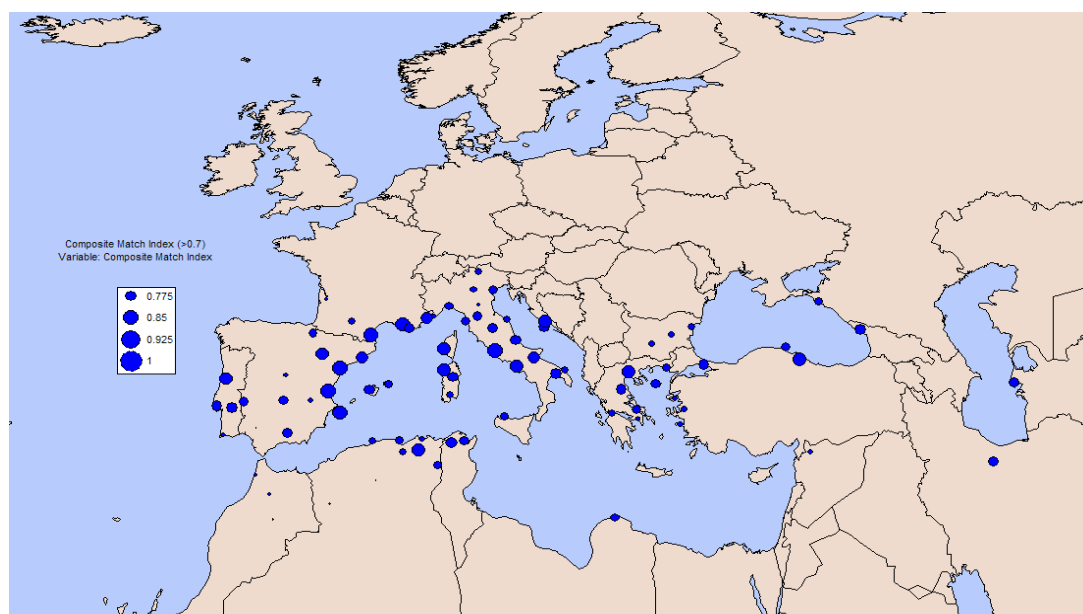 Composite Match Index (>0.7)
Variable: Composite Match Index
0.775
0.85
0.925
1